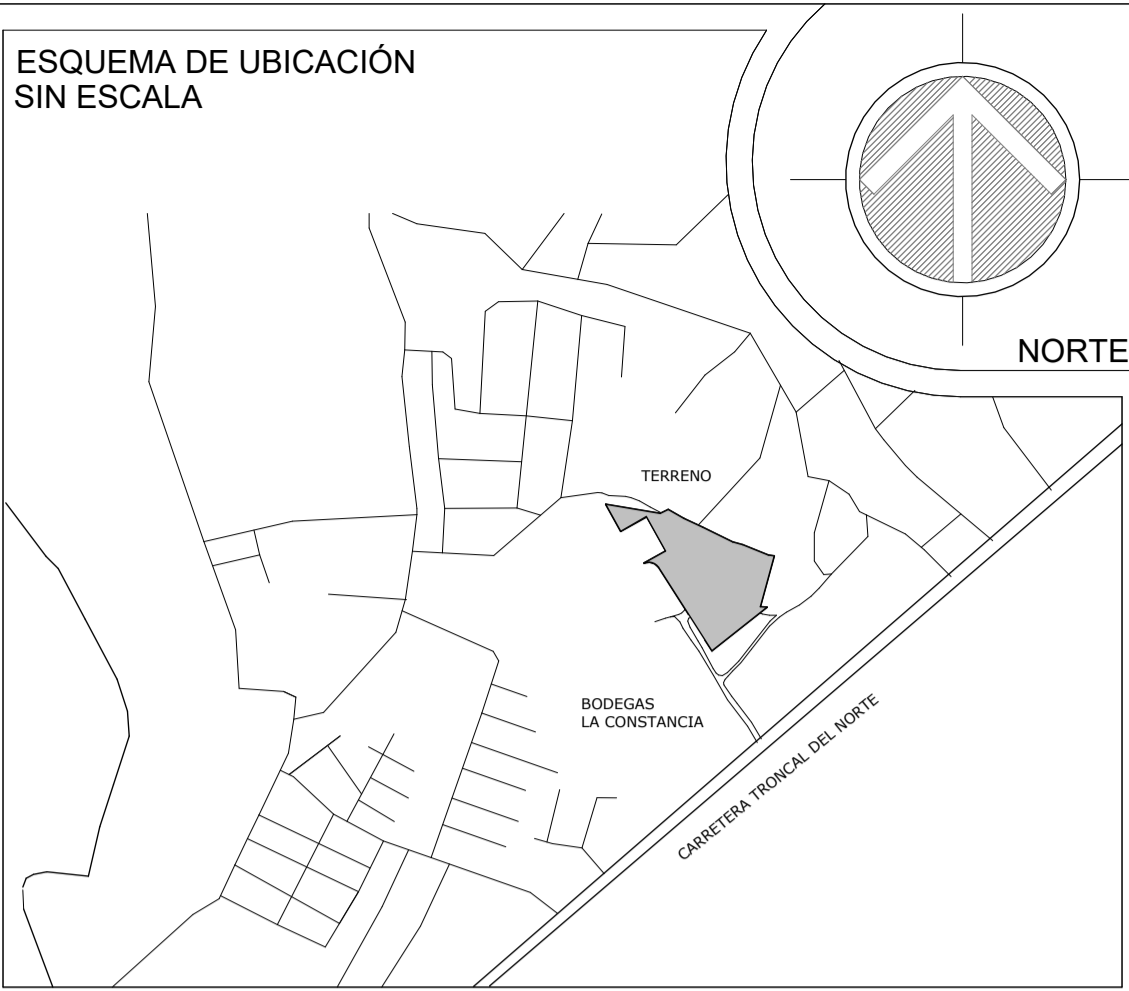 ESQUEMA DE UBICACIÓN
SIN ESCALA
NORTE
TERRENO
BODEGAS
LA CONSTANCIA
CARRETERA TRONCAL DEL NORTE